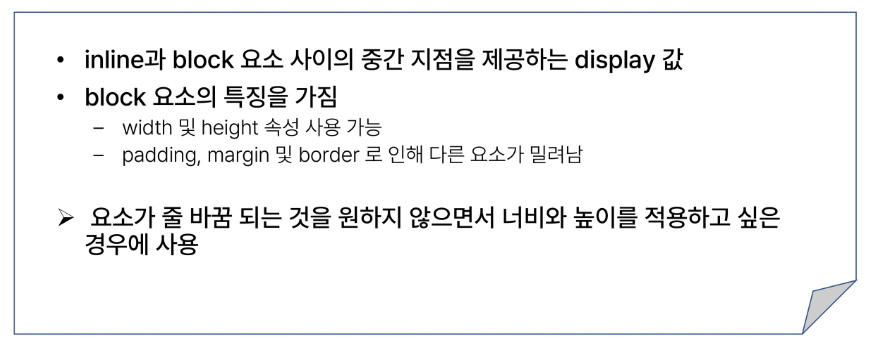 • inline과 block 요소 사이의 중간 지점을 제공하는 display 값
• block 요소의 특징을 가짐
– width 및 height 속성 사용 가능
– padding, margin 및 border 로 인해 다른 요소가 밀려남
➢ 요소가 줄 바꿈 되는 것을 원하지 않으면서 너비와 높이를 적용하고 싶은
경우에 사용